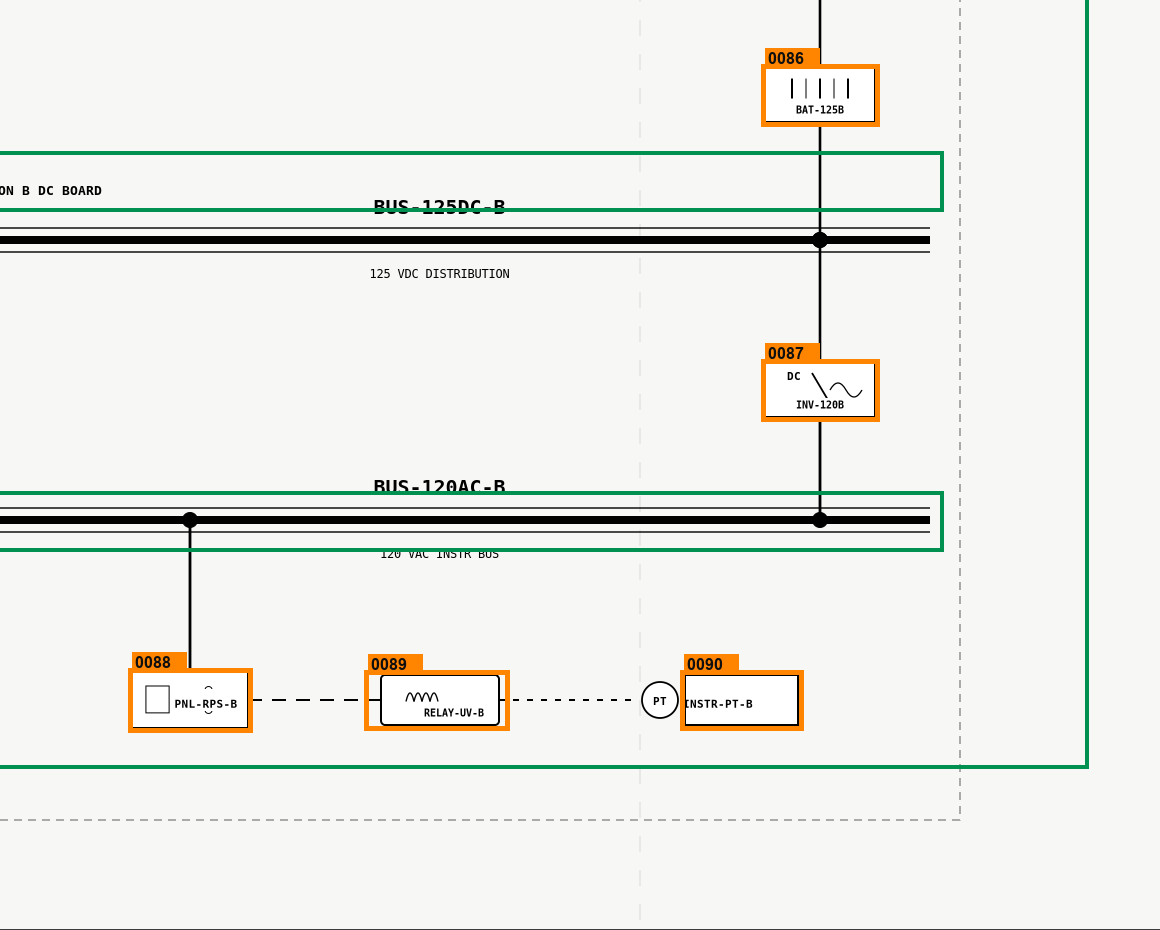 0086
BAT-125B
ON B DC BOARD
BUS-125DC-B
125 VDC DISTRIBUTION
0087
DC
INV-120B
BUS-120AC-B
120 VAC INSTR BUS
0088
PNL-RPS-B
0089
RELAY-UV-B
PT
0090
INSTR-PT-B